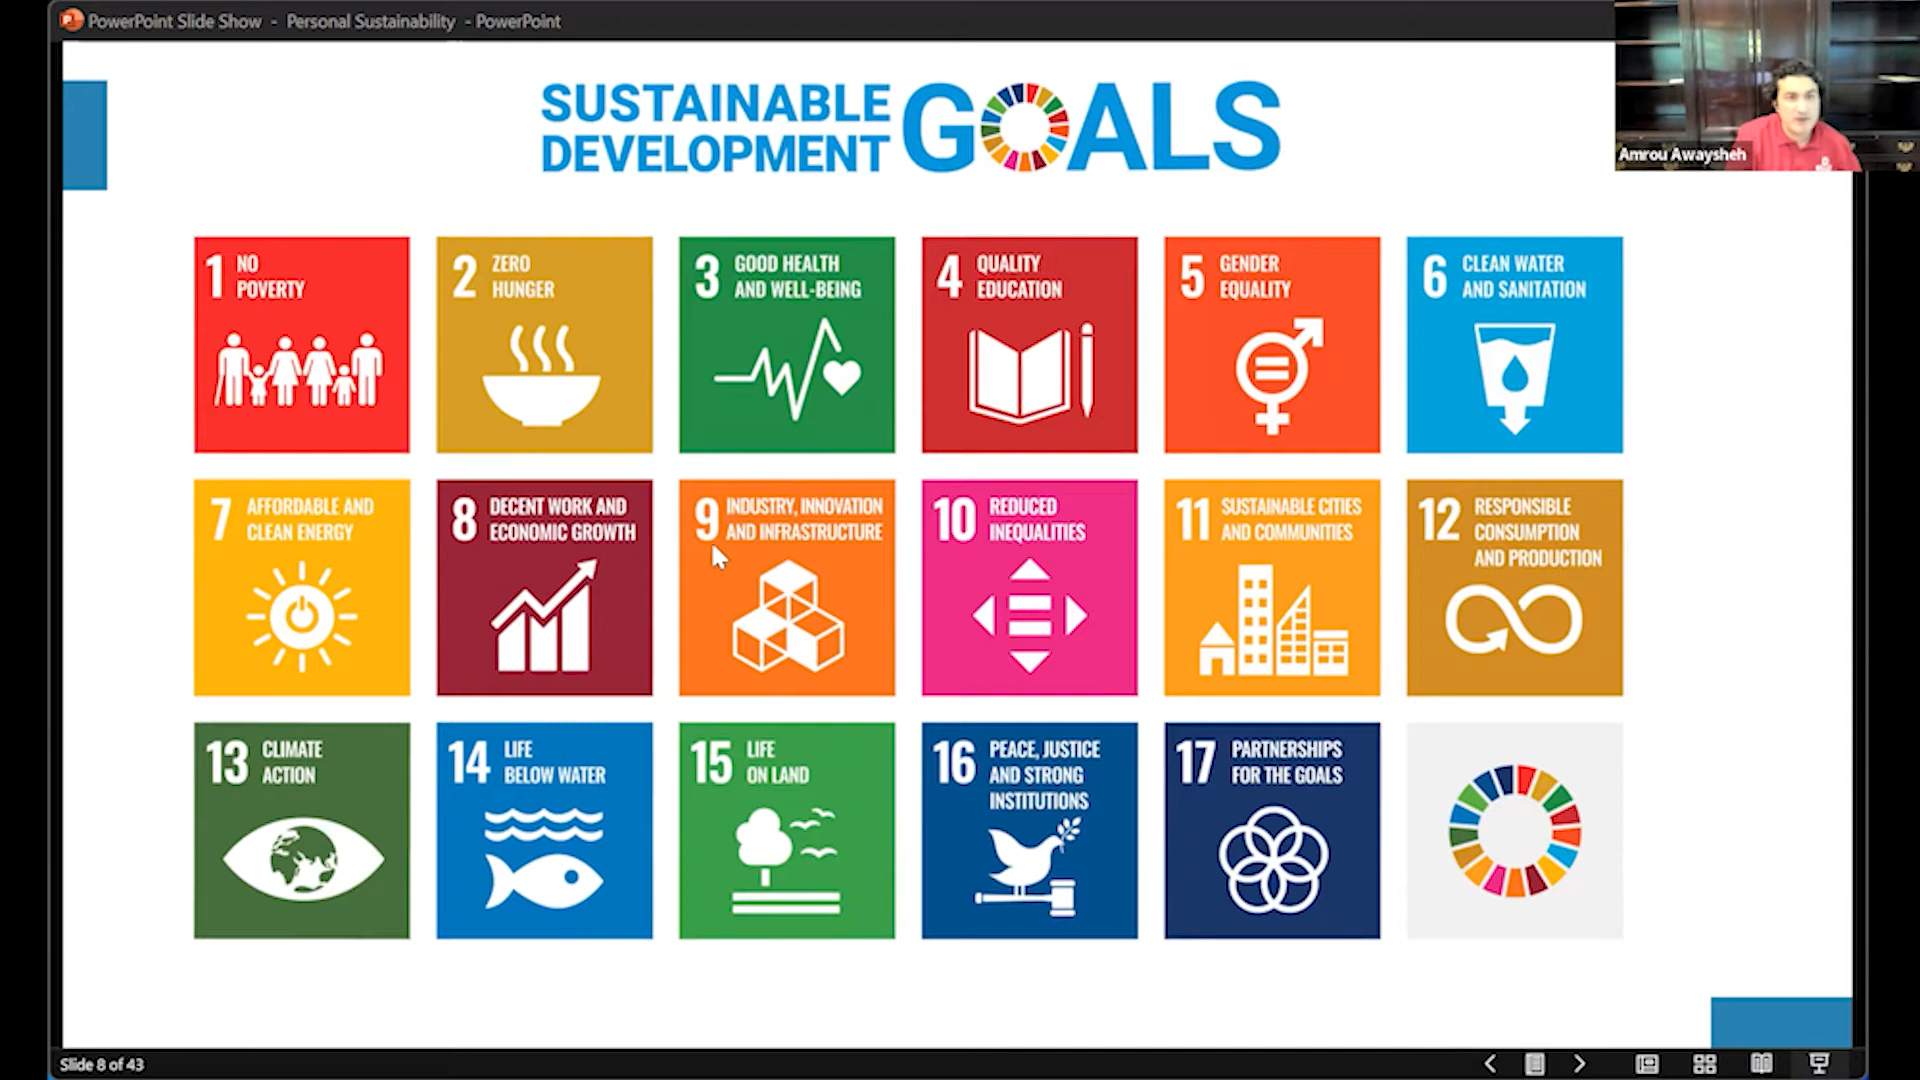 PowerPoint Slide Show - Personal Sustainability - PowerPoint
Amrou Awaysheh
SUSTAINABLE
DEVELOPMENT
GOALS
1 NO
POVERTY
2 ZERO
HUNGER
3 GOOD HEALTH
AND WELL-BEING
4 QUALITY
EDUCATION
5 GENDER
EQUALITY
6 CLEAN WATER
AND SANITATION
7 AFFORDABLE AND
CLEAN ENERGY
8 DECENT WORK AND
ECONOMIC GROWTH
9 INDUSTRY, INNOVATION
AND INFRASTRUCTURE
10 REDUCED
INEQUALITIES
11 SUSTAINABLE CITIES
AND COMMUNITIES
12 RESPONSIBLE
CONSUMPTION
AND PRODUCTION
13 CLIMATE
ACTION
14 LIFE
BELOW WATER
15 LIFE
ON LAND
16 PEACE, JUSTICE
AND STRONG
INSTITUTIONS
17 PARTNERSHIPS
FOR THE GOALS
Slide 8 of 43